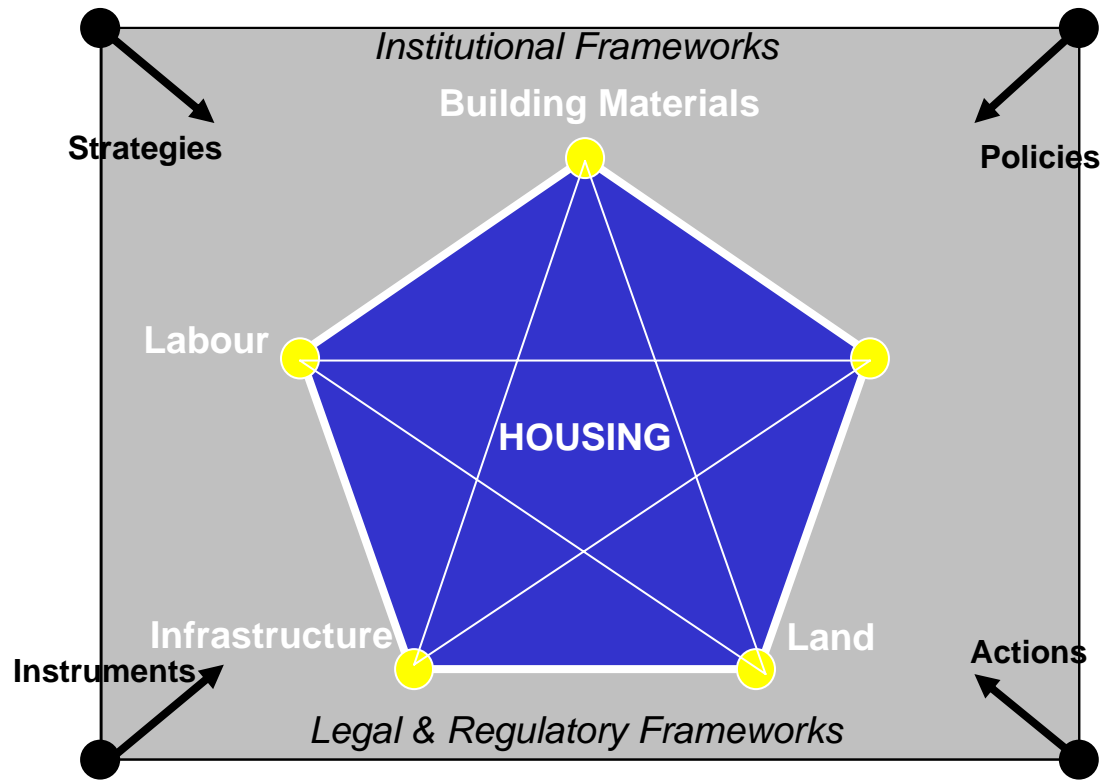 Institutional Frameworks
Building Materials
Strategies
Policies
Labour
HOUSING
Infrastructure
Land
Instruments
Actions
Legal & Regulatory Frameworks